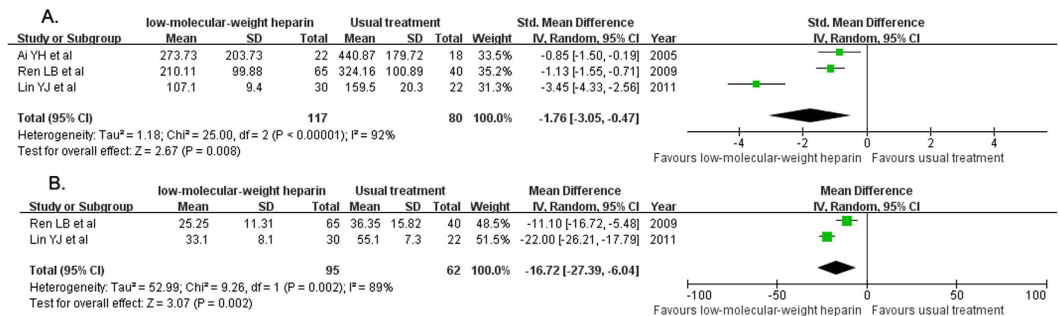 A.
low-molecular-weight heparin Usual treatment Std. Mean Difference Std. Mean Difference
Study or Subgroup Mean SD Total Mean SD Total Weight IV, Random, 95% CI Year IV, Random, 95% CI
Ai YH et al 273.73 203.73 22 440.87 179.72 18 33.5% -0.85 [-1.50, -0.19] 2005
Ren LB et al 210.11 99.88 65 324.16 100.89 40 35.2% -1.13 [-1.55, -0.71] 2009
Lin YJ et al 107.1 9.4 30 159.5 20.3 22 31.3% -3.45 [-4.33, -2.56] 2011
Total (95% CI) 117 80 100.0% -1.76 [-3.05, -0.47]
Heterogeneity: Tau² = 1.18; Chi² = 25.00, df = 2 (P < 0.00001); I² = 92%
Test for overall effect: Z = 2.67 (P = 0.008)
-4 -2 0 2 4
Favours low-molecular-weight heparin Favours usual treatment
B.
low-molecular-weight heparin Usual treatment Mean Difference Mean Difference
Study or Subgroup Mean SD Total Mean SD Total Weight IV, Random, 95% CI Year IV, Random, 95% CI
Ren LB et al 25.25 11.31 65 36.35 15.82 40 48.5% -11.10 [-16.72, -5.48] 2009
Lin YJ et al 33.1 8.1 30 55.1 7.3 22 51.5% -22.00 [-26.21, -17.79] 2011
Total (95% CI) 95 62 100.0% -16.72 [-27.39, -6.04]
Heterogeneity: Tau² = 52.99; Chi² = 9.26, df = 1 (P = 0.002); I² = 89%
Test for overall effect: Z = 3.07 (P = 0.002)
-100 -50 0 50 100
Favours low-molecular-weight heparin Favours usual treatment